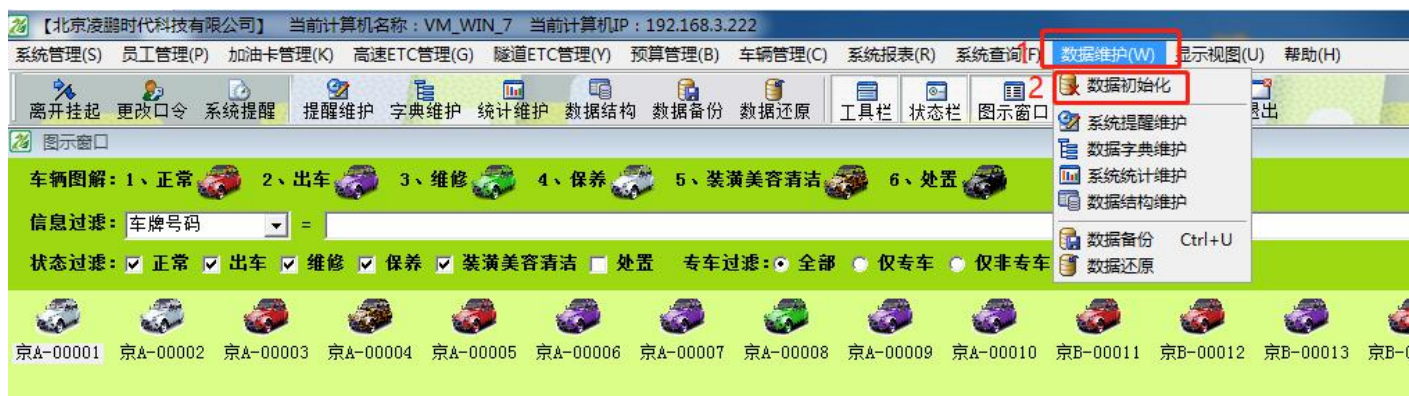 【北京凌鹏时代科技有限公司】 当前计算机名称：VM_WIN_7 当前计算机IP：192.168.3.222
系统管理(S) 员工管理(P) 加油卡管理(K) 高速ETC管理(G) 隧道ETC管理(Y) 预算管理(B) 车辆管理(C) 系统报表(R) 系统查询(F) 1 数据维护(W) 显示视图(U) 帮助(H)
离开挂起 更改口令 系统提醒 提醒维护 字典维护 统计维护 数据结构 数据备份 数据还原 工具栏 状态栏 图示窗口
2 数据初始化
系统提醒维护
数据字典维护
系统统计维护
数据结构维护
数据备份 Ctrl+U
数据还原
图示窗口
车辆图解：1、正常 2、出车 3、维修 4、保养 5、装潢美容清洁 6、处置
信息过滤：车牌号码 =
状态过滤： 正常 出车 维修 保养 装潢美容清洁 处置 专车过滤： 全部 仅专车 仅非专车
京A-00001 京A-00002 京A-00003 京A-00004 京A-00005 京A-00006 京A-00007 京A-00008 京A-00009 京A-00010 京B-00011 京B-00012 京B-00013